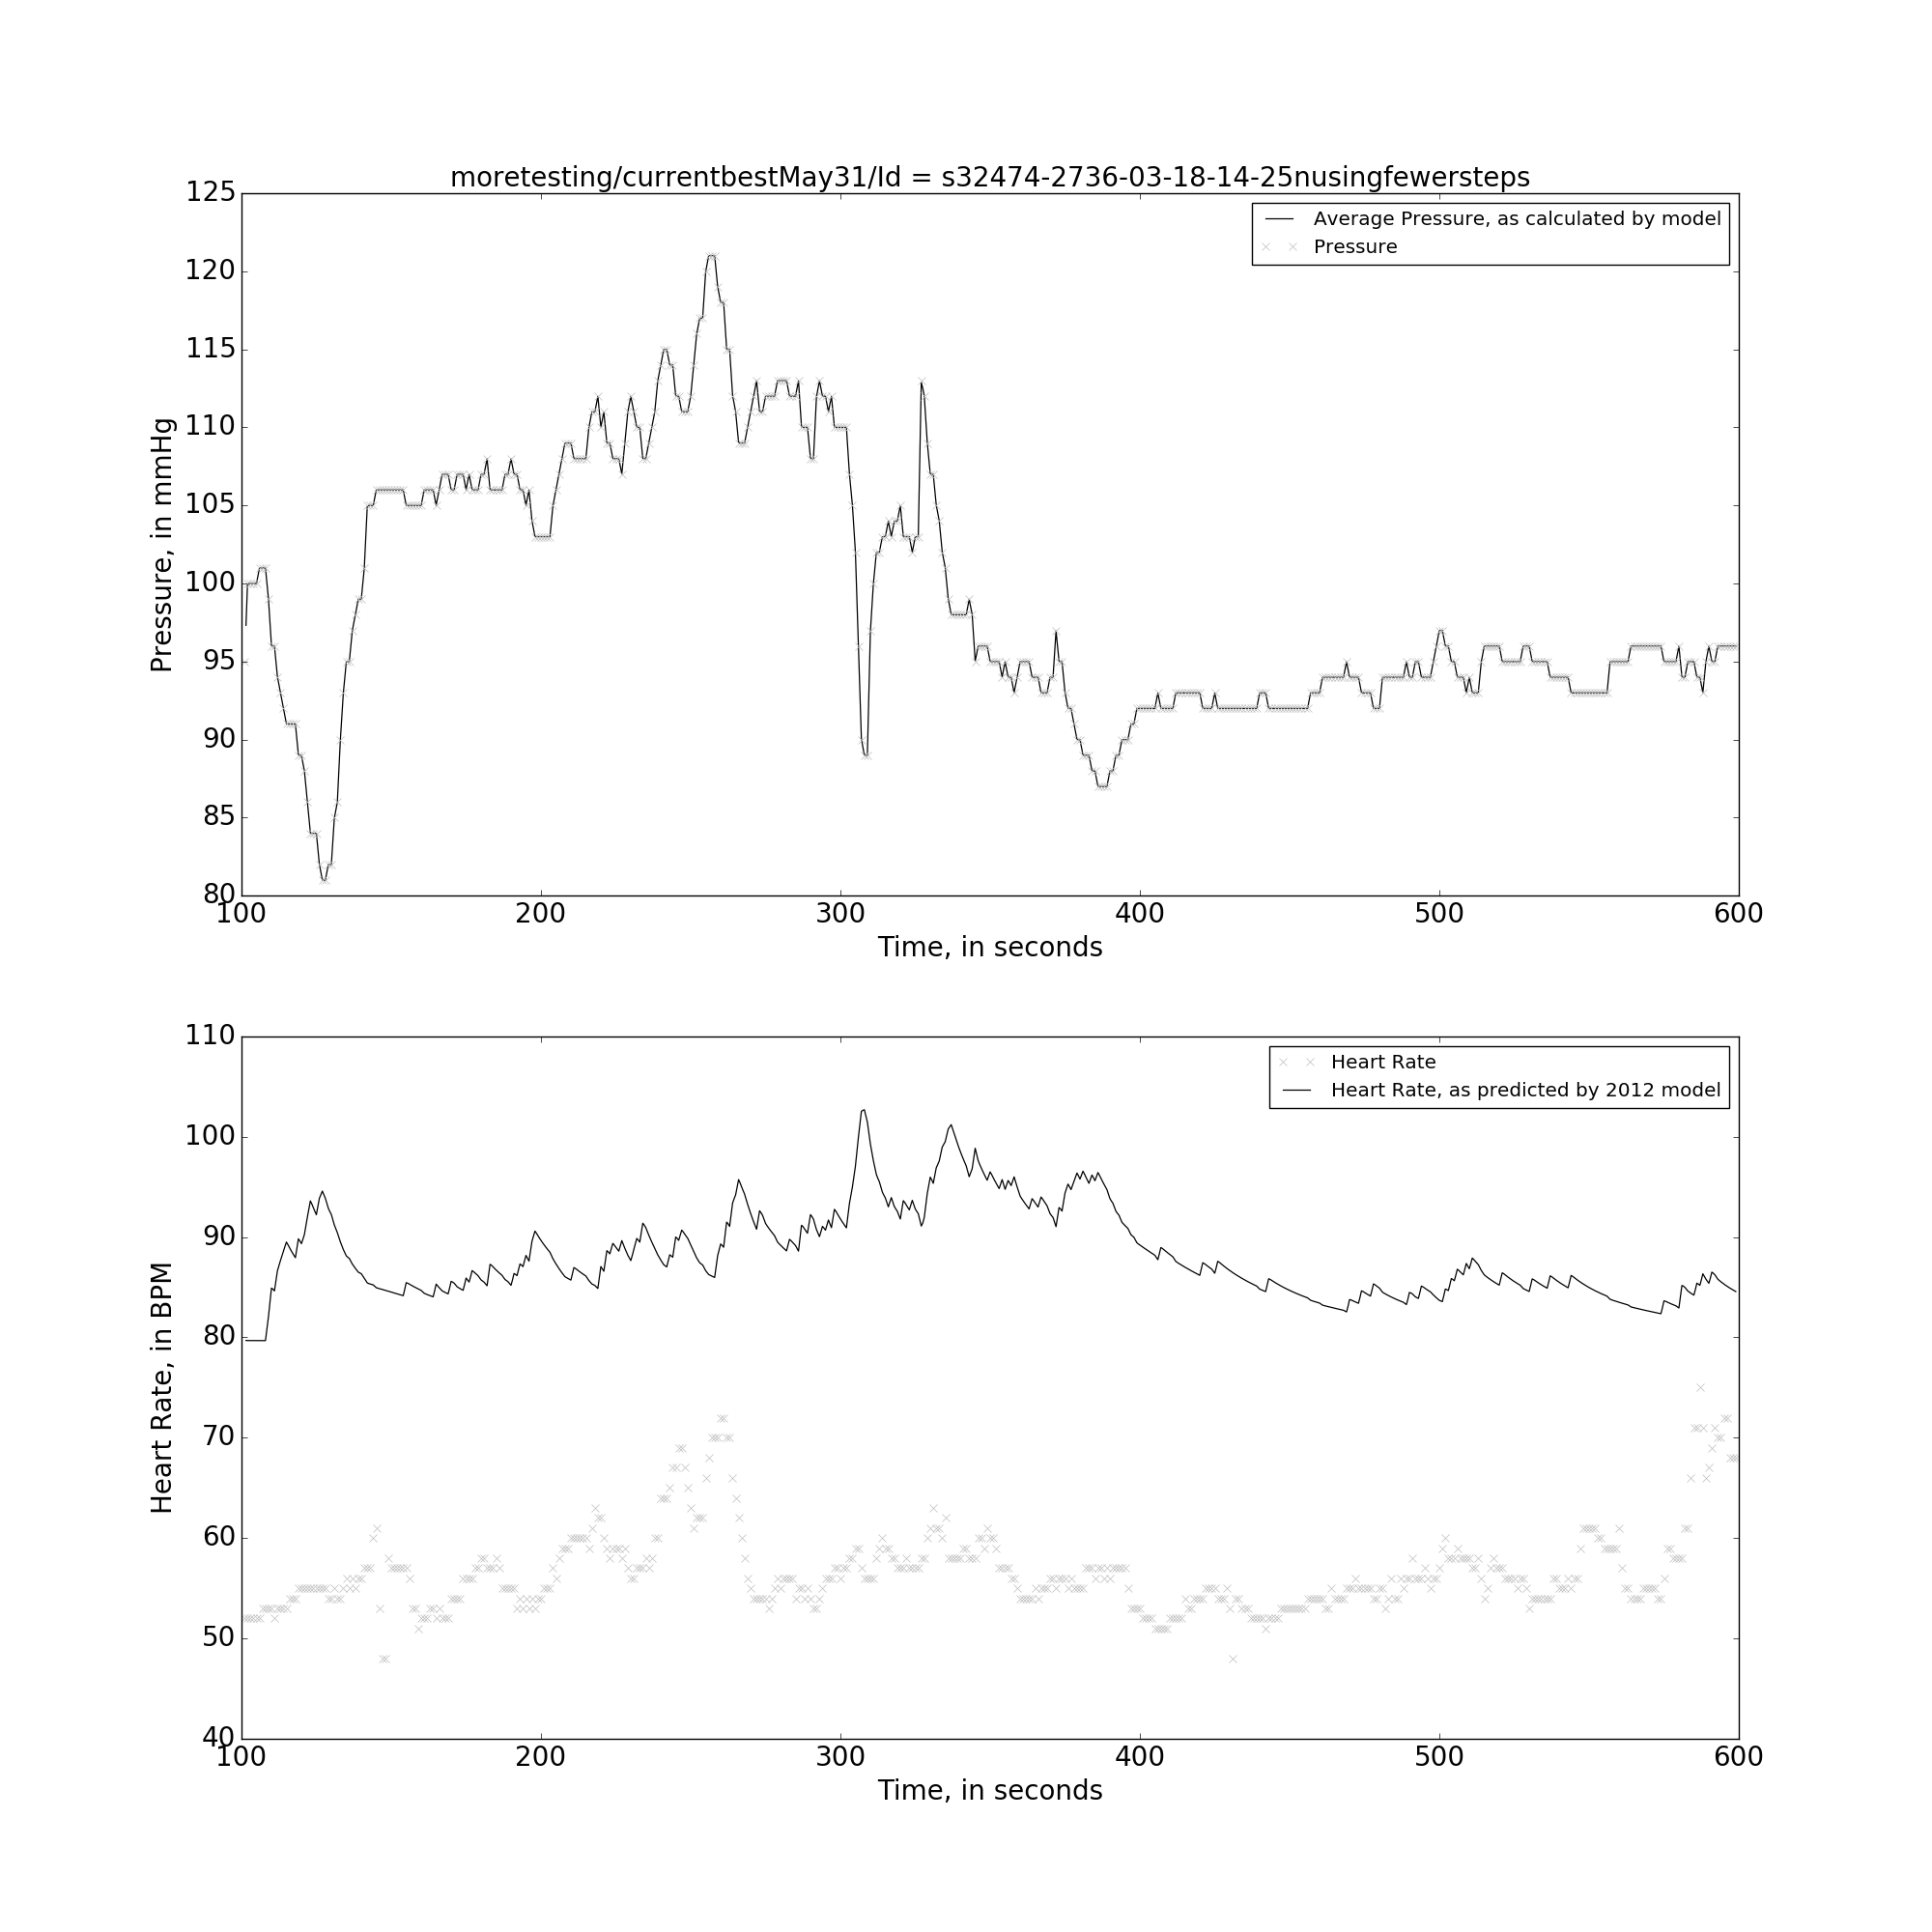 moretesting/currentbestMay31/Id = s32474-2736-03-18-14-25nusingfewersteps
125
120
115
110
105
100
95
90
85
80
Pressure, in mmHg
Average Pressure, as calculated by model
Pressure
100 200 300 400 500 600
Time, in seconds
110
100
90
80
70
60
50
40
Heart Rate, in BPM
Heart Rate
Heart Rate, as predicted by 2012 model
100 200 300 400 500 600
Time, in seconds